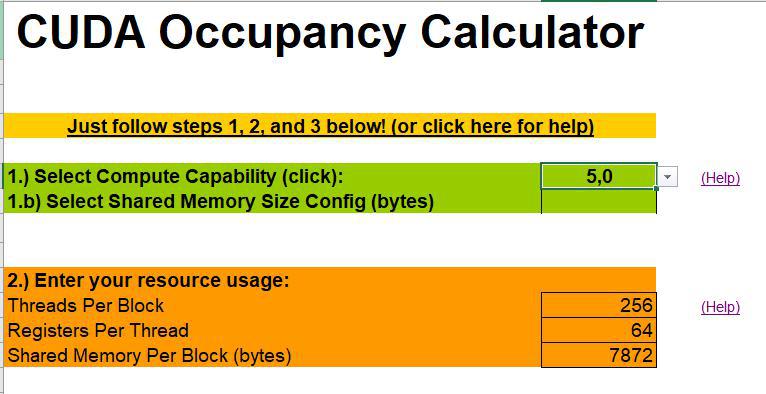 CUDA Occupancy Calculator
Just follow steps 1, 2, and 3 below! (or click here for help)
1.) Select Compute Capability (click): 5,0 (Help)
1.b) Select Shared Memory Size Config (bytes)
2.) Enter your resource usage:
Threads Per Block 256 (Help)
Registers Per Thread 64
Shared Memory Per Block (bytes) 7872